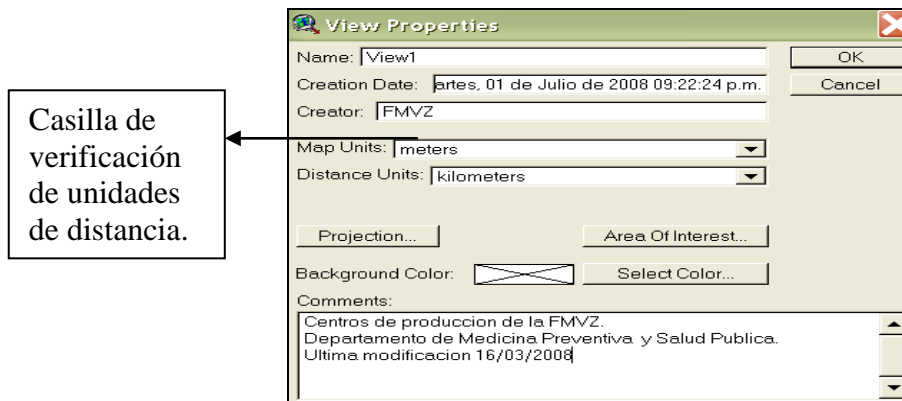 View Properties
Name: View1
OK
Creation Date: artes, 01 de Julio de 2008 09:22:24 p.m.
Cancel
Creator: FMVZ
Casilla de
verificación
de unidades
de distancia.
Map Units: meters
Distance Units: kilometers
Projection...
Area Of Interest...
Background Color:
Select Color...
Comments:
Centros de produccion de la FMVZ.
Departamento de Medicina Preventiva y Salud Publica.
Ultima modificacion 16/03/2008